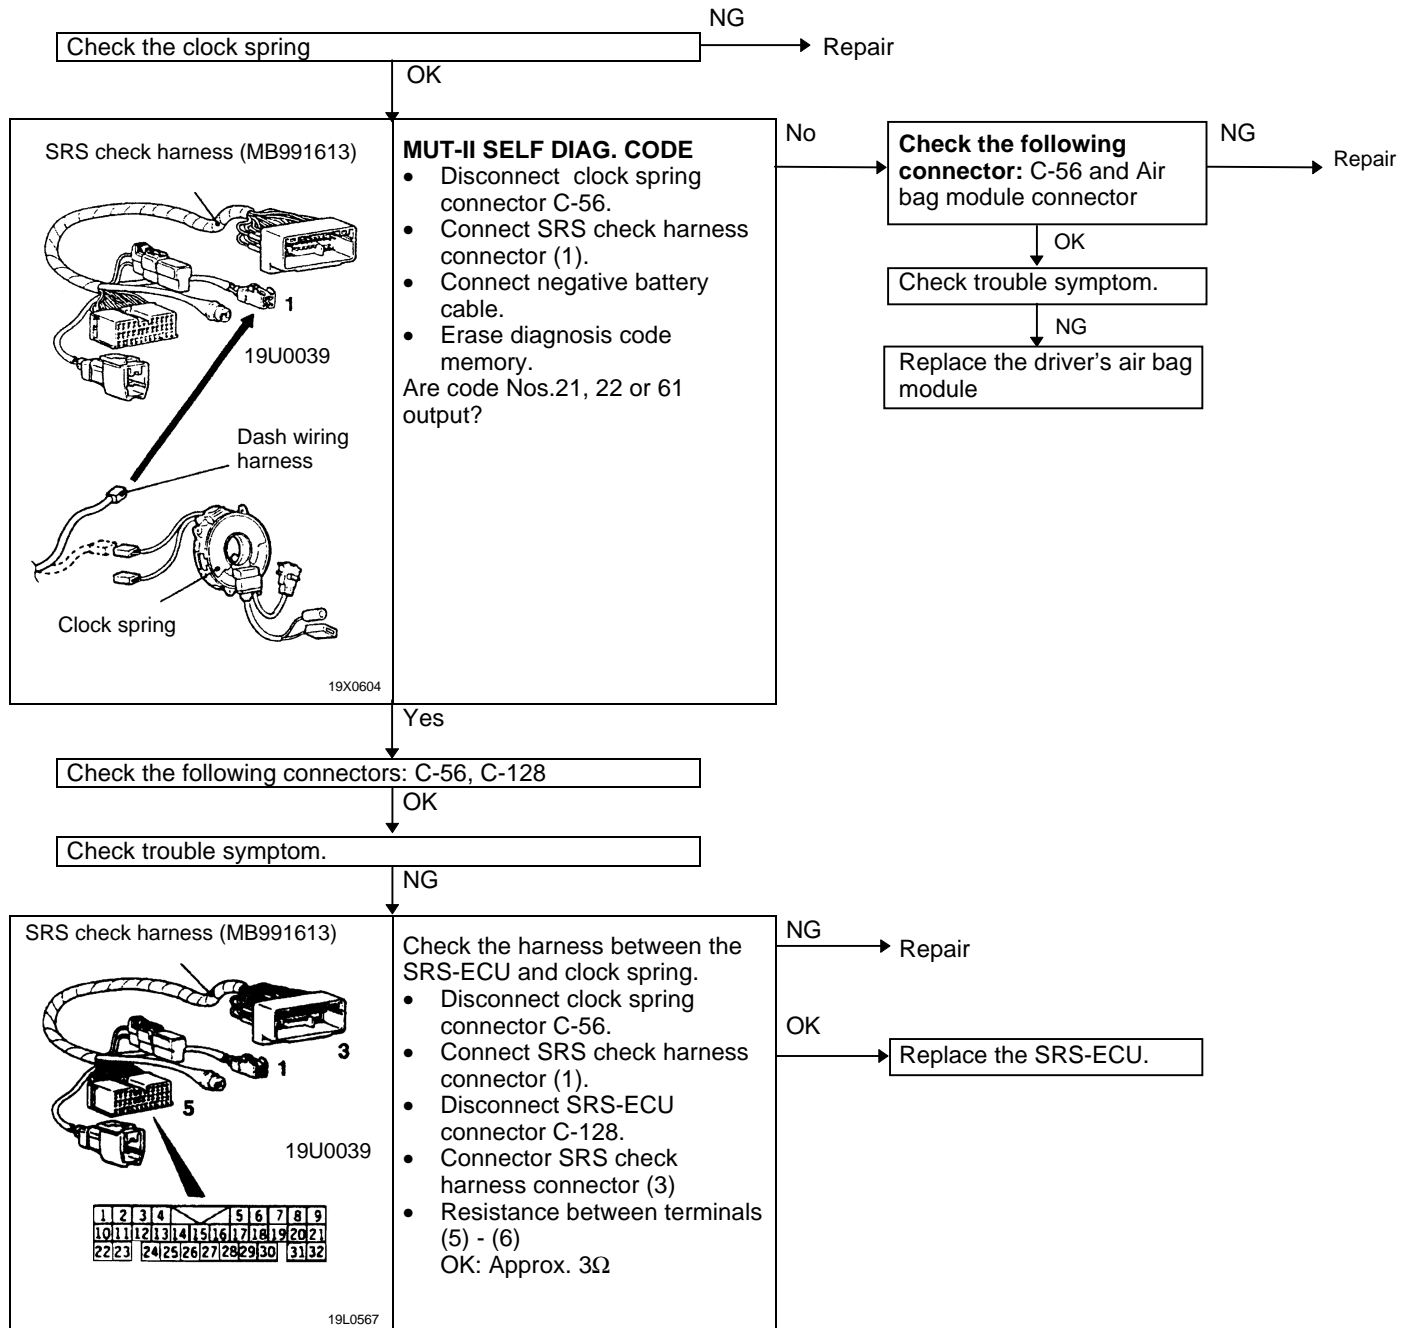 NG
Check the clock spring
Repair
OK
SRS check harness (MB991613)
1
19U0039
Dash wiring
harness
Clock spring
19X0604
MUT-II SELF DIAG. CODE
• Disconnect clock spring
connector C-56.
• Connect SRS check harness
connector (1).
• Connect negative battery
cable.
• Erase diagnosis code
memory.
Are code Nos.21, 22 or 61
output?
No
Check the following
connector: C-56 and Air
bag module connector
NG
Repair
OK
Check trouble symptom.
NG
Replace the driver's air bag
module
Yes
Check the following connectors: C-56, C-128
OK
Check trouble symptom.
NG
SRS check harness (MB991613)
3
1
5
19U0039
1 2 3 4 5 6 7 8 9
10 11 12 13 14 15 16 17 18 19 20 21
22 23 24 25 26 27 28 29 30 31 32
19L0567
Check the harness between the
SRS-ECU and clock spring.
• Disconnect clock spring
connector C-56.
• Connect SRS check harness
connector (1).
• Disconnect SRS-ECU
connector C-128.
• Connector SRS check
harness connector (3)
• Resistance between terminals
(5) - (6)
OK: Approx. 3Ω
NG
Repair
OK
Replace the SRS-ECU.